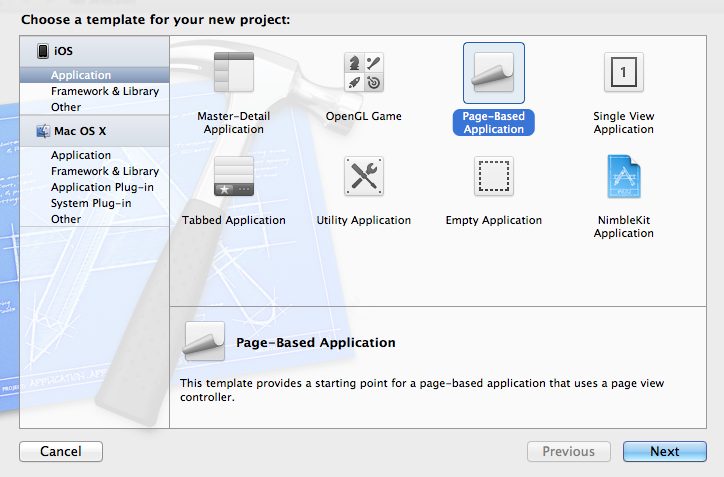 Choose a template for your new project:
iOS
Application
Framework & Library
Other
Mac OS X
Application
Framework & Library
Application Plug-in
System Plug-in
Other
Master-Detail
Application
OpenGL Game
Page-Based
Application
Single View
Application
1
Tabbed Application
Utility Application
Empty Application
NimbleKit
Application
Page-Based Application
This template provides a starting point for a page-based application that uses a page view
controller.
Cancel
Previous
Next